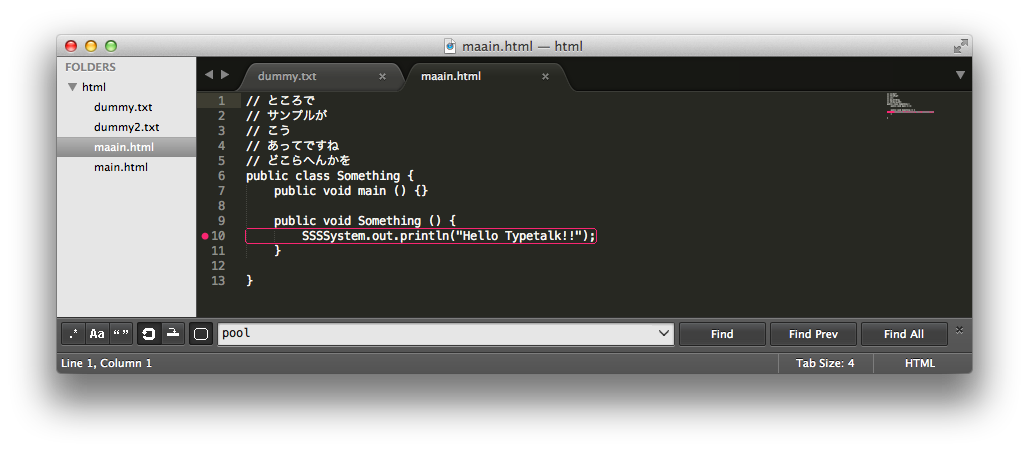 maain.html — html
FOLDERS
html
dummy.txt
dummy2.txt
maain.html
main.html
dummy.txt ×
maain.html ×
1 // ところで
2 // サンプルが
3 // こう
4 // あってですね
5 // どこらへんかを
6 public class Something {
7 public void main () {}
8
9 public void Something () {
10 SSSSystem.out.println("Hello Typetalk!!");
11 }
12
13 }
.* Aa “” pool Find Find Prev Find All ×
Line 1, Column 1 Tab Size: 4 HTML